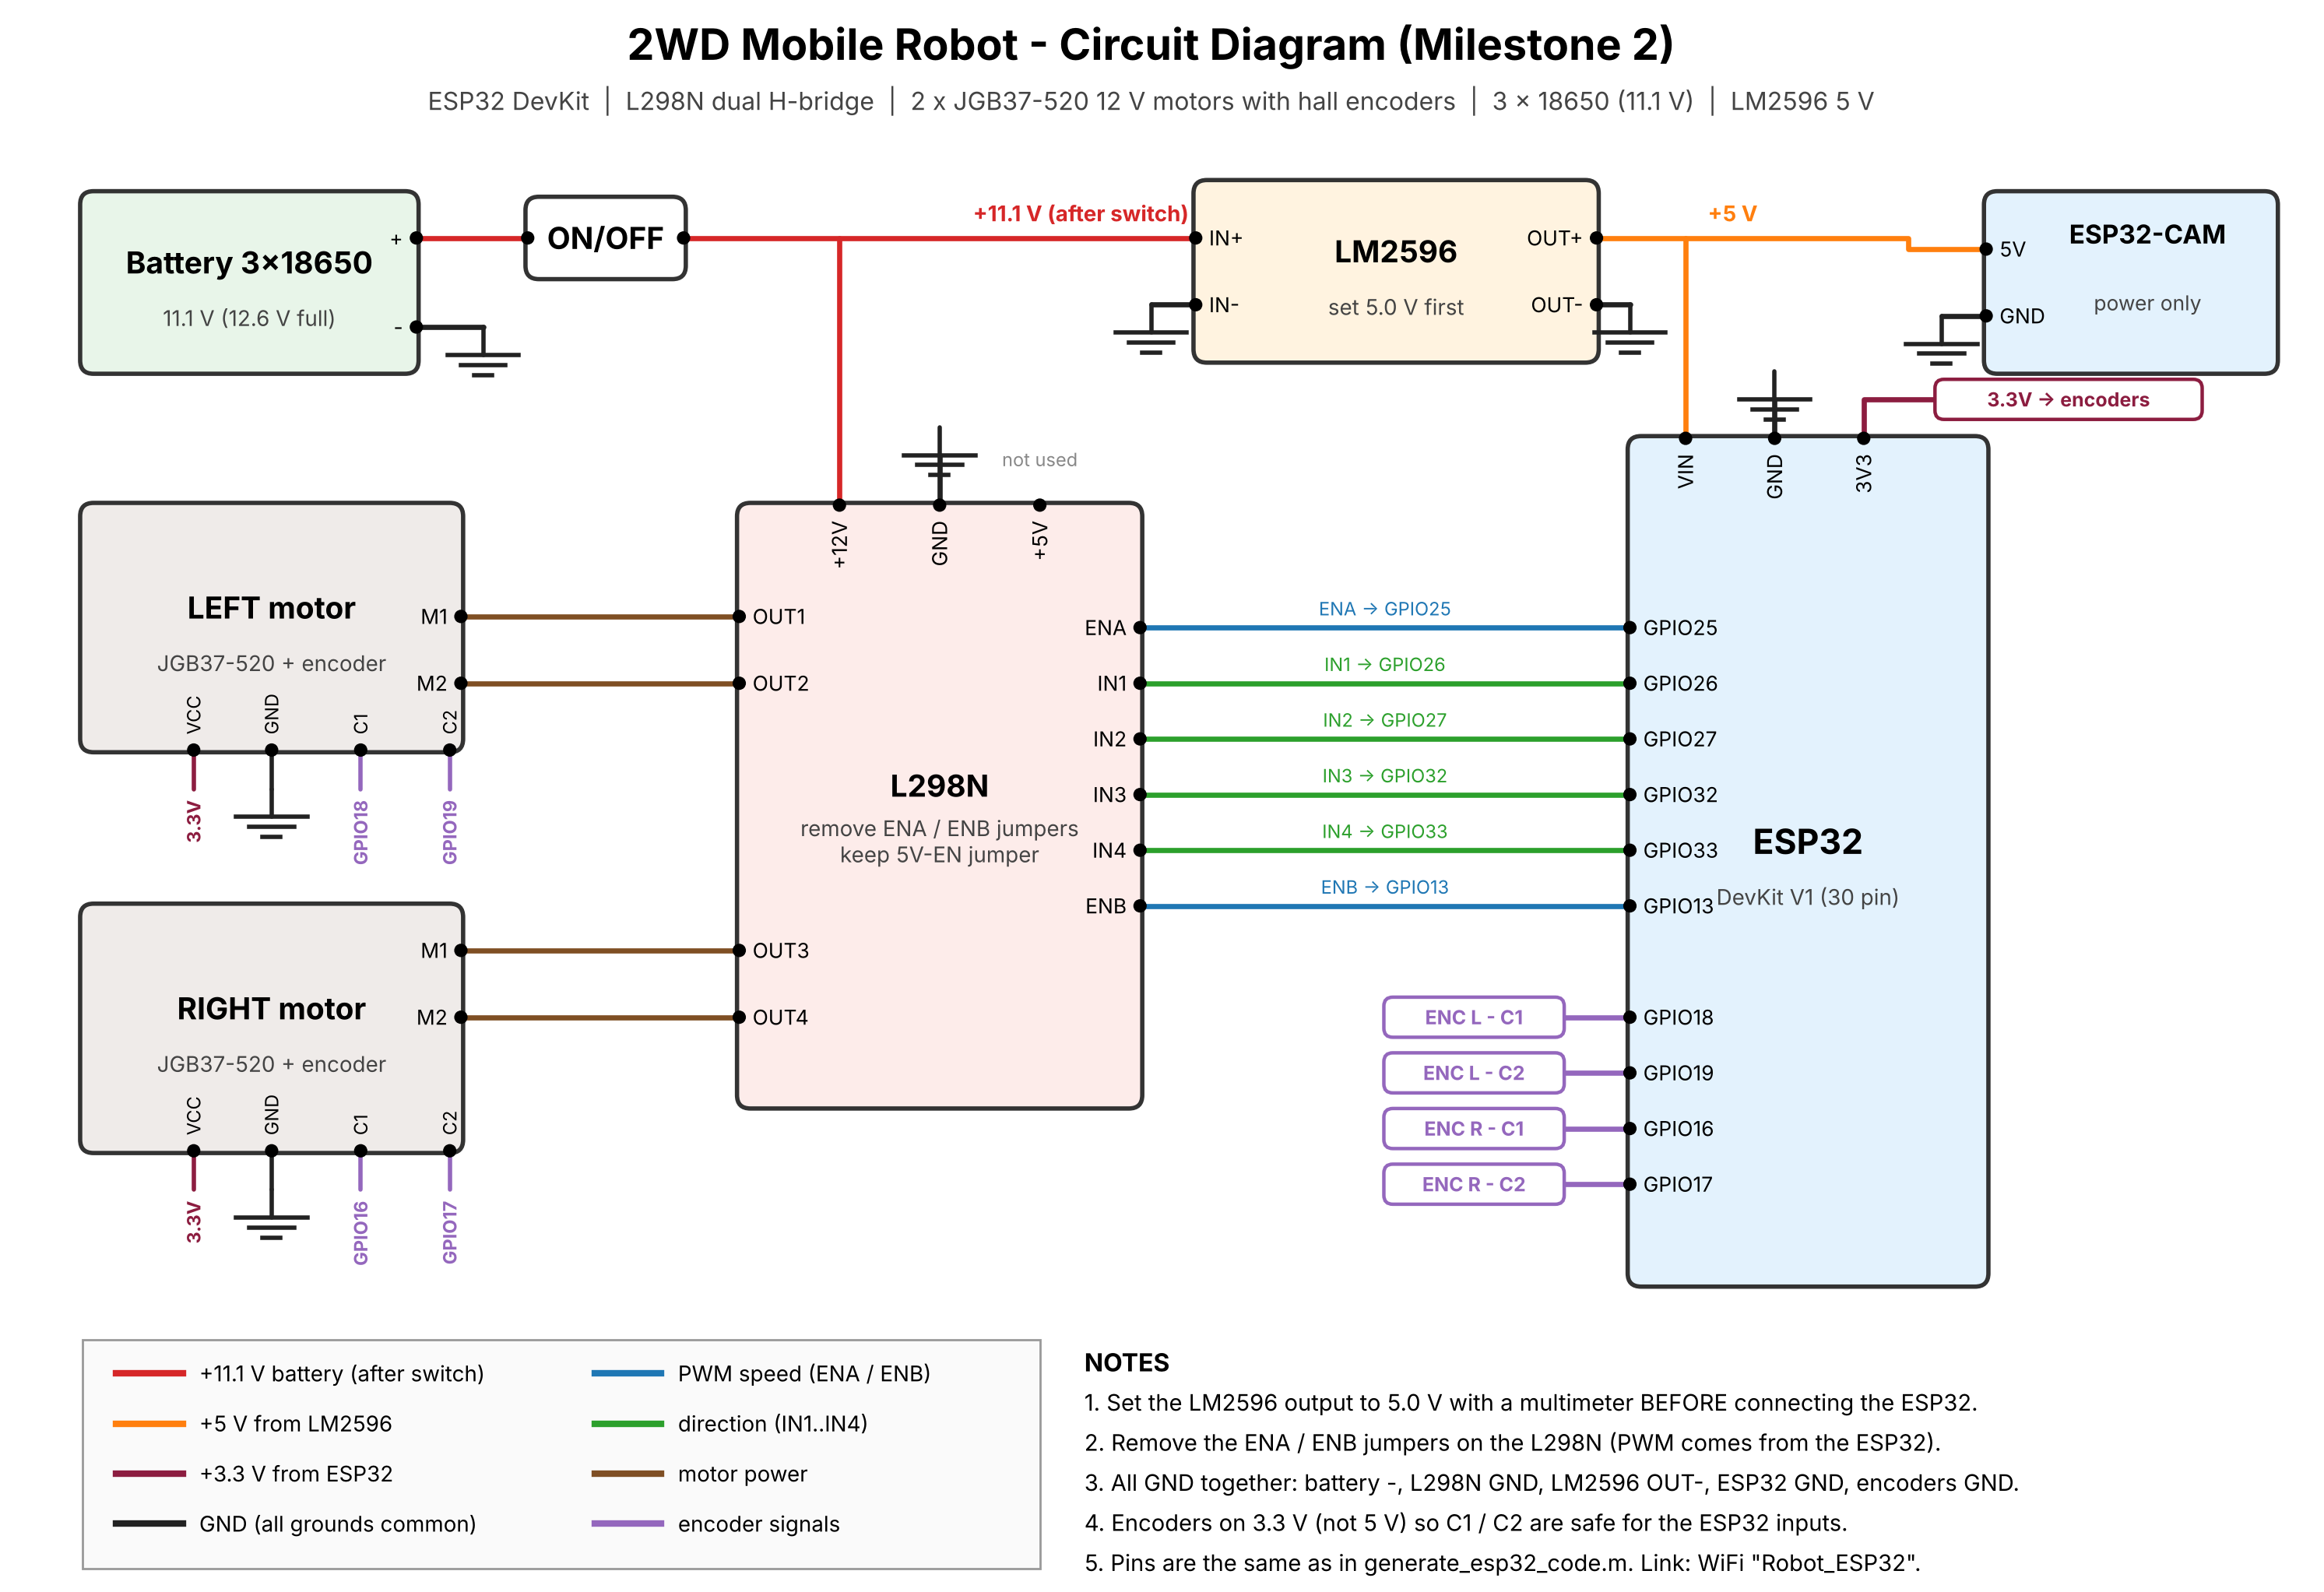 2WD Mobile Robot - Circuit Diagram (Milestone 2)
ESP32 DevKit | L298N dual H-bridge | 2 x JGB37-520 12 V motors with hall encoders | 3 × 18650 (11.1 V) | LM2596 5 V
Battery 3×18650
11.1 V (12.6 V full)
+
-
ON/OFF
+11.1 V (after switch)
IN+
IN-
LM2596
set 5.0 V first
OUT+
OUT-
+5 V
5V
GND
ESP32-CAM
power only
3.3V → encoders
not used
LEFT motor
JGB37-520 + encoder
M1
M2
VCC
GND
C1
C2
3.3V
GPIO18
GPIO19
RIGHT motor
JGB37-520 + encoder
M1
M2
VCC
GND
C1
C2
3.3V
GPIO16
GPIO17
+12V
GND
+5V
OUT1
OUT2
OUT3
OUT4
L298N
remove ENA / ENB jumpers
keep 5V-EN jumper
ENA
IN1
IN2
IN3
IN4
ENB
ENA → GPIO25
IN1 → GPIO26
IN2 → GPIO27
IN3 → GPIO32
IN4 → GPIO33
ENB → GPIO13
VIN
GND
3V3
GPIO25
GPIO26
GPIO27
GPIO32
GPIO33
GPIO13
ESP32
DevKit V1 (30 pin)
ENC L - C1
GPIO18
ENC L - C2
GPIO19
ENC R - C1
GPIO16
ENC R - C2
GPIO17
+11.1 V battery (after switch)
+5 V from LM2596
+3.3 V from ESP32
GND (all grounds common)
PWM speed (ENA / ENB)
direction (IN1..IN4)
motor power
encoder signals
NOTES
1. Set the LM2596 output to 5.0 V with a multimeter BEFORE connecting the ESP32.
2. Remove the ENA / ENB jumpers on the L298N (PWM comes from the ESP32).
3. All GND together: battery -, L298N GND, LM2596 OUT-, ESP32 GND, encoders GND.
4. Encoders on 3.3 V (not 5 V) so C1 / C2 are safe for the ESP32 inputs.
5. Pins are the same as in generate_esp32_code.m. Link: WiFi "Robot_ESP32".